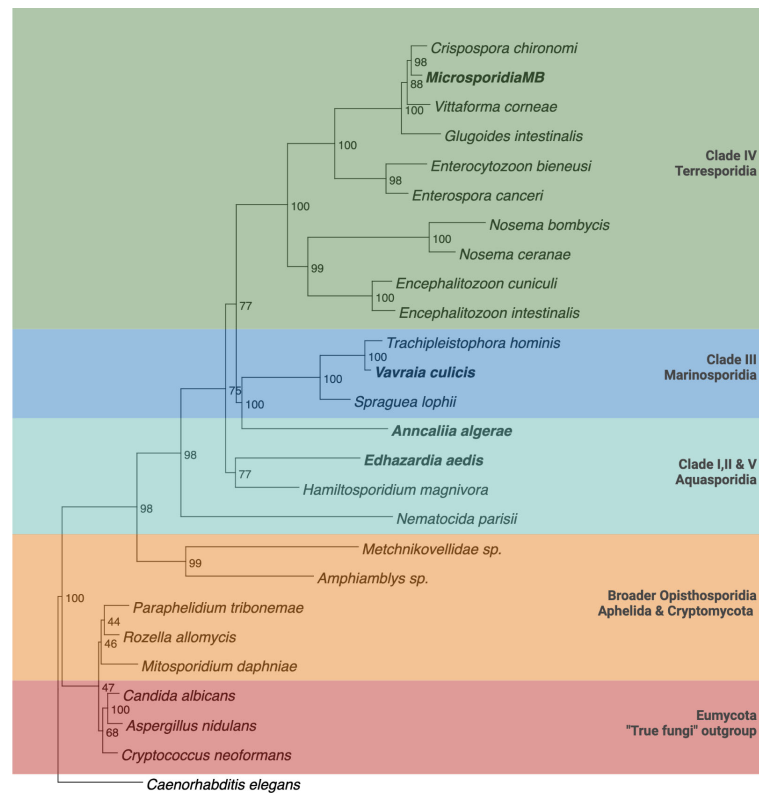 Crispospora chironomi
98
MicrosporidiaMB
88
Vittaforma corneae
100
Glugoides intestinalis
100
Enterocytozoon bieneusi
98
Enterospora canceri
Clade IV
Terresporidia
100
Nosema bombycis
100
Nosema ceranae
99
Encephalitozoon cuniculi
100
Encephalitozoon intestinalis
77
Trachipleistophora hominis
100
Vavraia culicis
100
Spraguea lophii
Clade III
Marinosporidia
75
100
Anncaliia algerae
Edhazardia aedis
77
Hamiltosporidium magnivora
98
Nematocida parisii
Clade I,II & V
Aquasporidia
98
Metchnikovellidae sp.
99
Amphiamblys sp.
100
Paraphelidium tribonemae
44
Rozella allomycis
46
Mitosporidium daphniae
Broader Opisthosporidia
Aphelida & Cryptomycota
47
Candida albicans
100
Aspergillus nidulans
68
Cryptococcus neoformans
Eumycota
"True fungi" outgroup
Caenorhabditis elegans